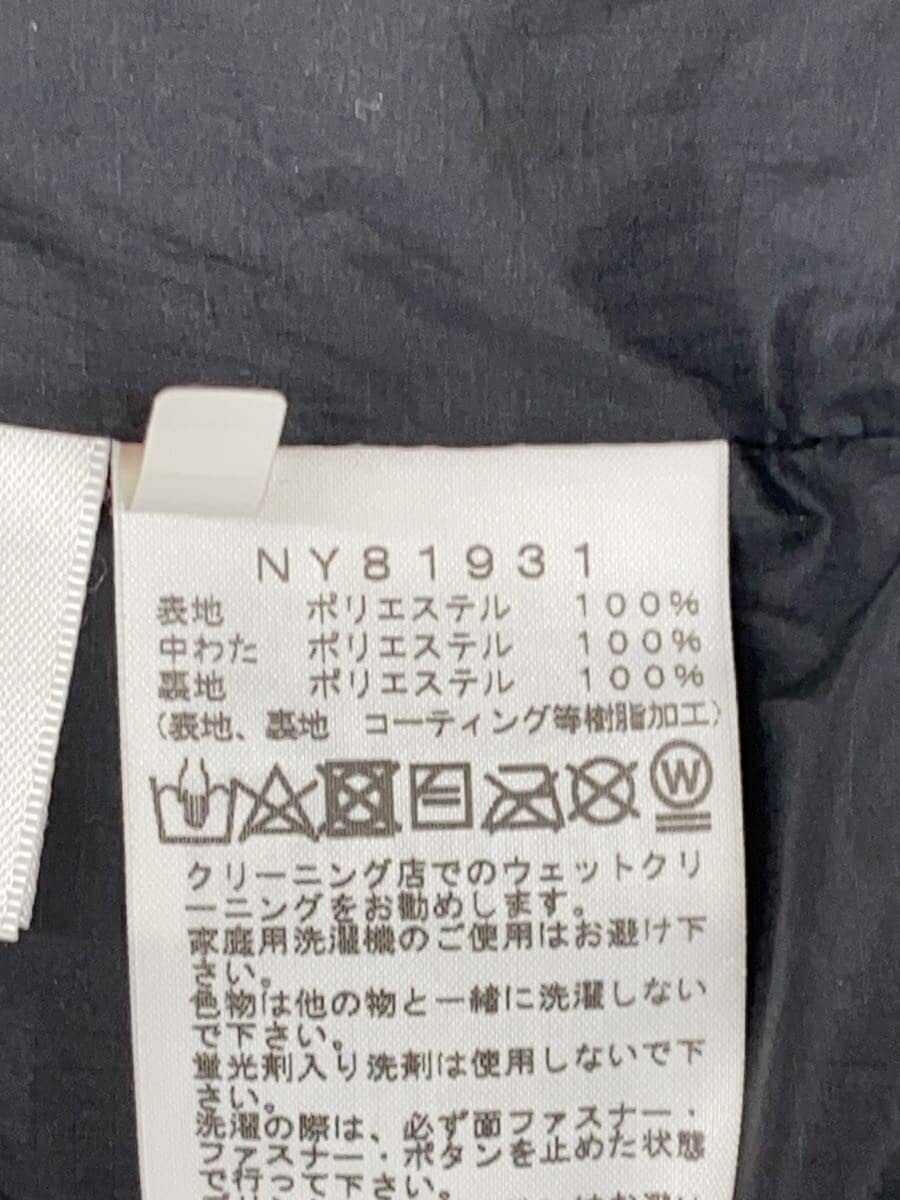 NY81931
表地 ポリエステル 100%
中わた ポリエステル 100%
裏地 ポリエステル 100%
(表地、裏地 コーティング等樹脂加工)
W
クリーニング店でのウェットクリ
ーニングをお勧めします。
家庭用洗濯機のご使用はお避け下
さい。
色物は他の物と一緒に洗濯しない
で下さい。
蛍光剤入り洗剤は使用しないで下
さい。
洗濯の際は、必ず面ファスナー・
ファスナー・ボタンを止めた状態
で行って下さい。